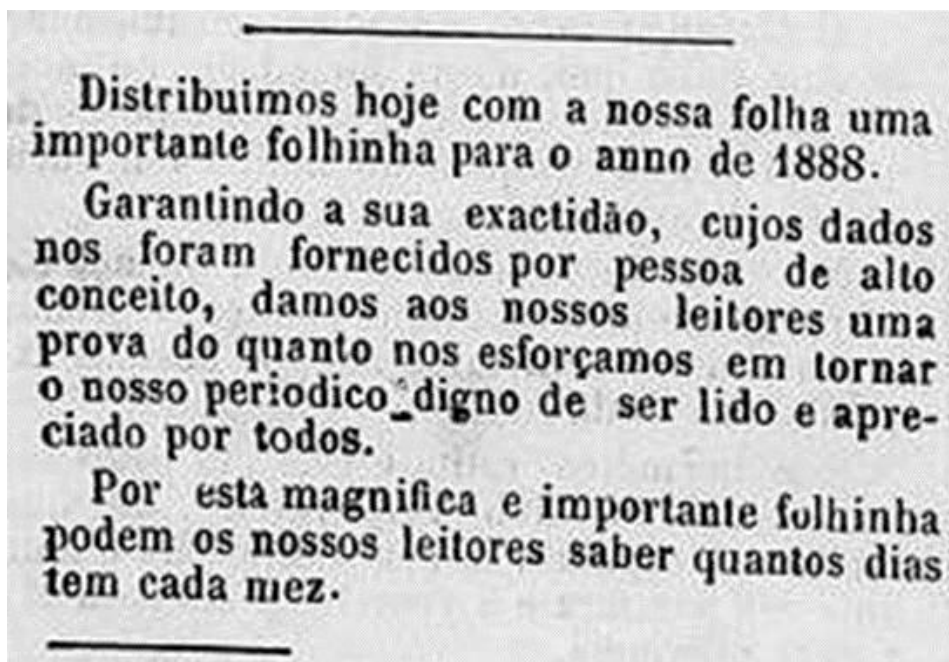 Distribuimos hoje com a nossa folha uma
importante folhinha para o anno de 1888.
Garantindo a sua exactidão, cujos dados
nos foram fornecidos por pessoa de alto
conceito, damos aos nossos leitores uma
prova do quanto nos esforçamos em tornar
o nosso periodico digno de ser lido e apre-
ciado por todos.
Por esta magnifica e importante folhinha
podem os nossos leitores saber quantos dias
tem cada mez.